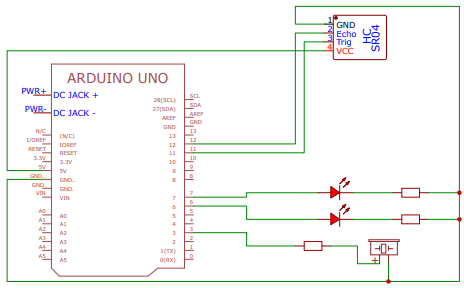 1 GND
2 Echo
3 Trig
4 VCC
HC
SR04
ARDUINO UNO
PWR+ DC JACK +
PWR- DC JACK -
28(SCL) SCL
27(SDA) SDA
AREF AREF
GND GND
N/C (N/C) 13 13
I/OREF IOREF 12 12
RESET RESET 11 11
3.3V 3.3V 10 10
5V 5V 9 9
GND.. GND.. 8 8
GND. GND.
VIN VIN 7 7
6 6
A0 A0 5 5
A1 A1 4 4
A2 A2 3 3
A3 A3 2 2
A4 A4 1(TX) 1
A5 A5 0(RX) 0
+